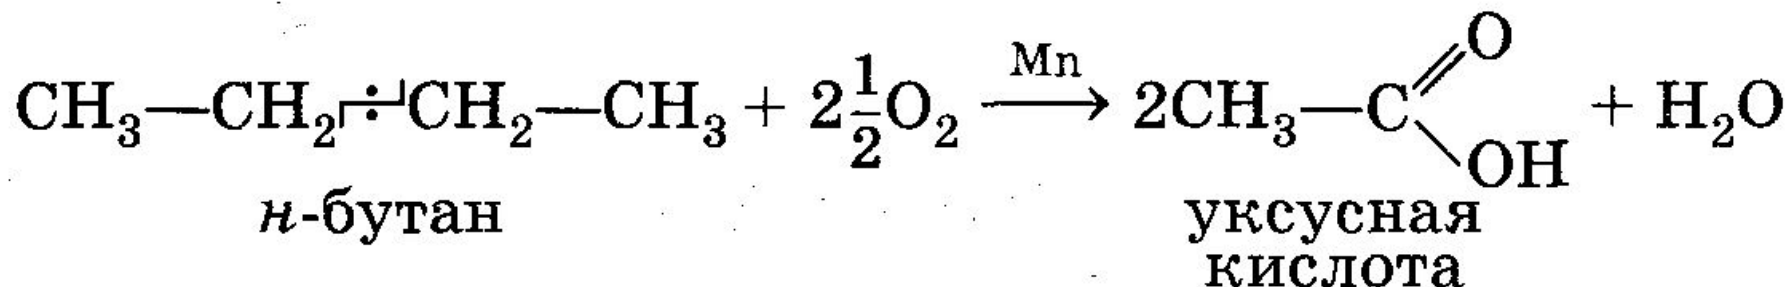 CH₃—CH₂:CH₂—CH₃ + 2½O₂ —Mn→ 2CH₃—C(=O)OH + H₂O
н-бутан
уксусная
кислота